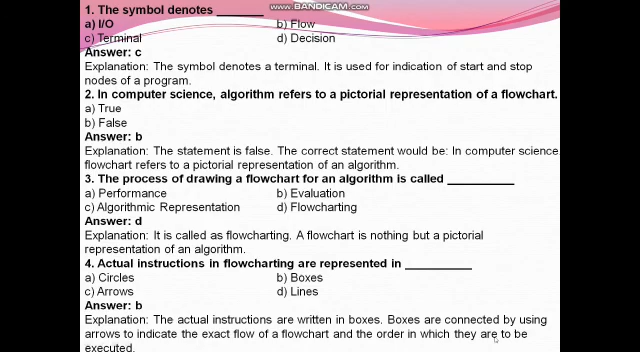 www.BANDICAM.com
1. The symbol denotes ________
a) I/O b) Flow
c) Terminal d) Decision
Answer: c
Explanation: The symbol denotes a terminal. It is used for indication of start and stop
nodes of a program.
2. In computer science, algorithm refers to a pictorial representation of a flowchart.
a) True
b) False
Answer: b
Explanation: The statement is false. The correct statement would be: In computer science,
flowchart refers to a pictorial representation of an algorithm.
3. The process of drawing a flowchart for an algorithm is called __________
a) Performance b) Evaluation
c) Algorithmic Representation d) Flowcharting
Answer: d
Explanation: It is called as flowcharting. A flowchart is nothing but a pictorial
representation of an algorithm.
4. Actual instructions in flowcharting are represented in __________
a) Circles b) Boxes
c) Arrows d) Lines
Answer: b
Explanation: The actual instructions are written in boxes. Boxes are connected by using
arrows to indicate the exact flow of a flowchart and the order in which they are to be
executed.